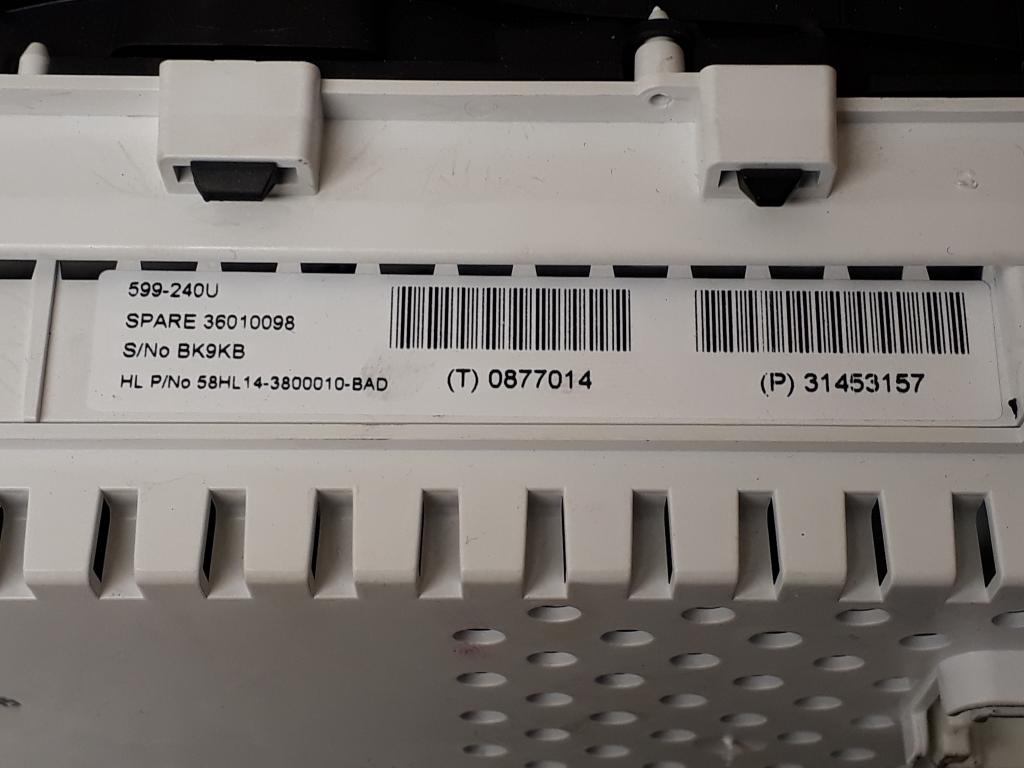 599-240U
SPARE 36010098
S/No BK9KB
HL P/No 58HL14-3800010-BAD
(T) 0877014
(P) 31453157